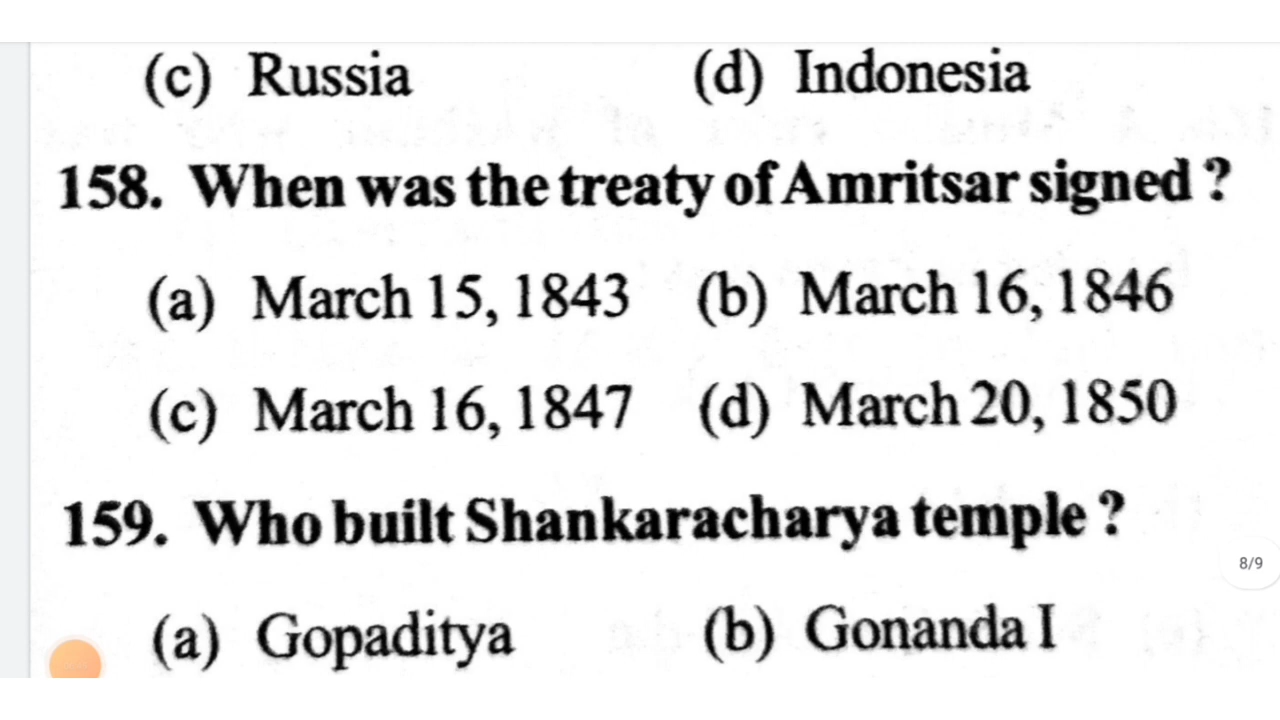 (c) Russia (d) Indonesia
158. When was the treaty of Amritsar signed ?
(a) March 15, 1843 (b) March 16, 1846
(c) March 16, 1847 (d) March 20, 1850
159. Who built Shankaracharya temple ?
8/9
(a) Gopaditya (b) Gonanda I